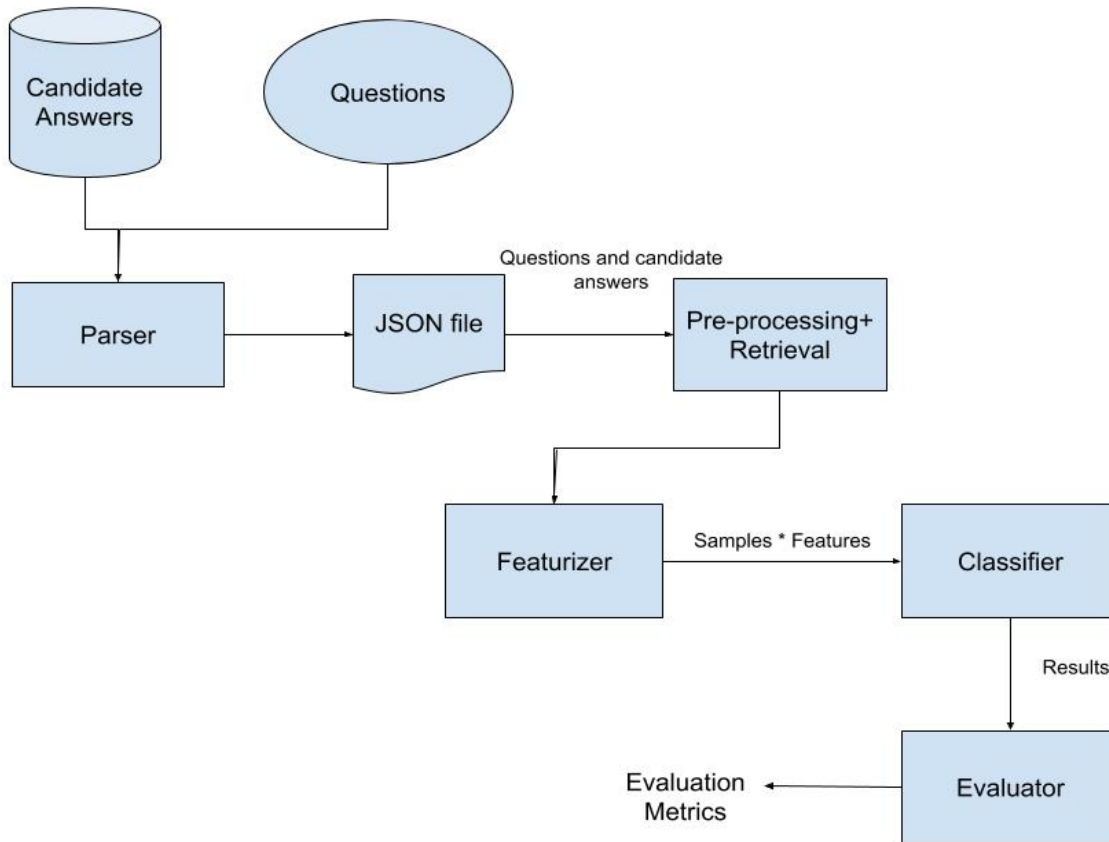 Candidate
Answers
Questions
Questions and candidate
answers
Parser
JSON file
Pre-processing+
Retrieval
Featurizer
Samples * Features
Classifier
Results
Evaluation
Metrics
Evaluator